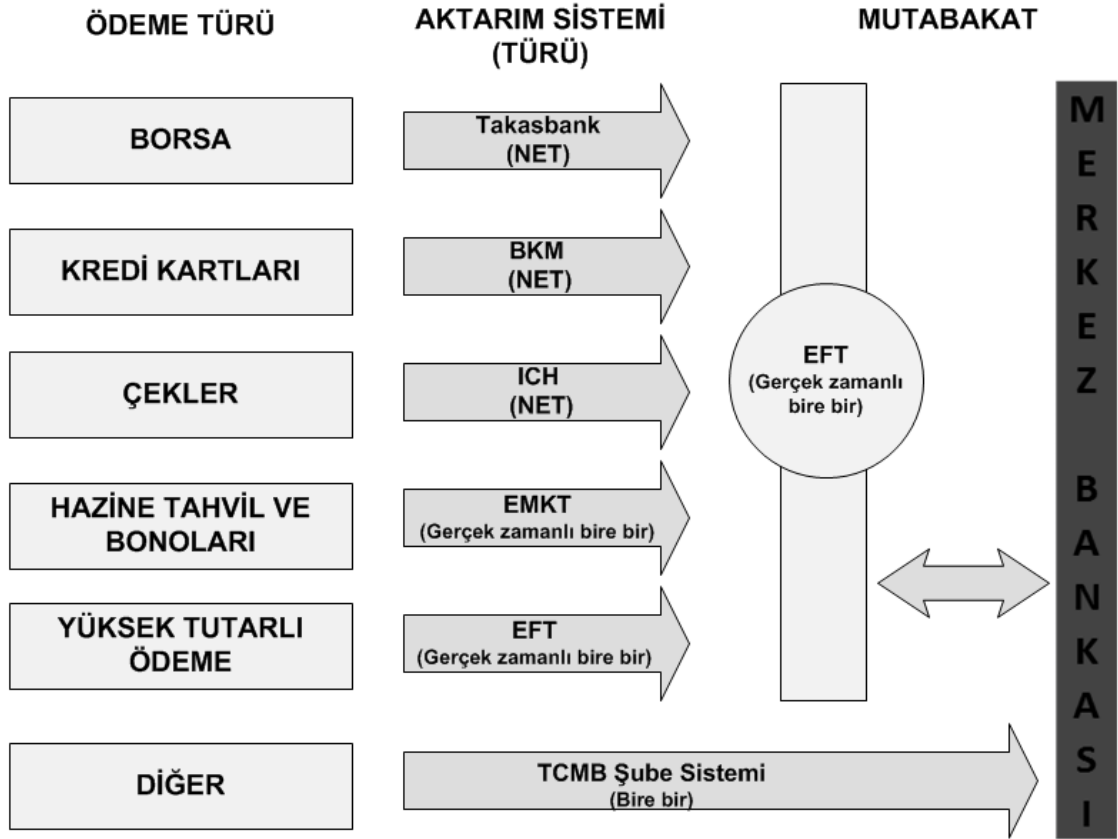 ÖDEME TÜRÜ
AKTARIM SİSTEMİ
(TÜRÜ)
MUTABAKAT
BORSA
Takasbank
(NET)
KREDİ KARTLARI
BKM
(NET)
ÇEKLER
ICH
(NET)
HAZİNE TAHVİL VE
BONOLARI
EMKT
(Gerçek zamanlı bire bir)
YÜKSEK TUTARLI
ÖDEME
EFT
(Gerçek zamanlı bire bir)
DİĞER
TCMB Şube Sistemi
(Bire bir)
EFT
(Gerçek zamanlı
bire bir)
MERKEZ BANKASI